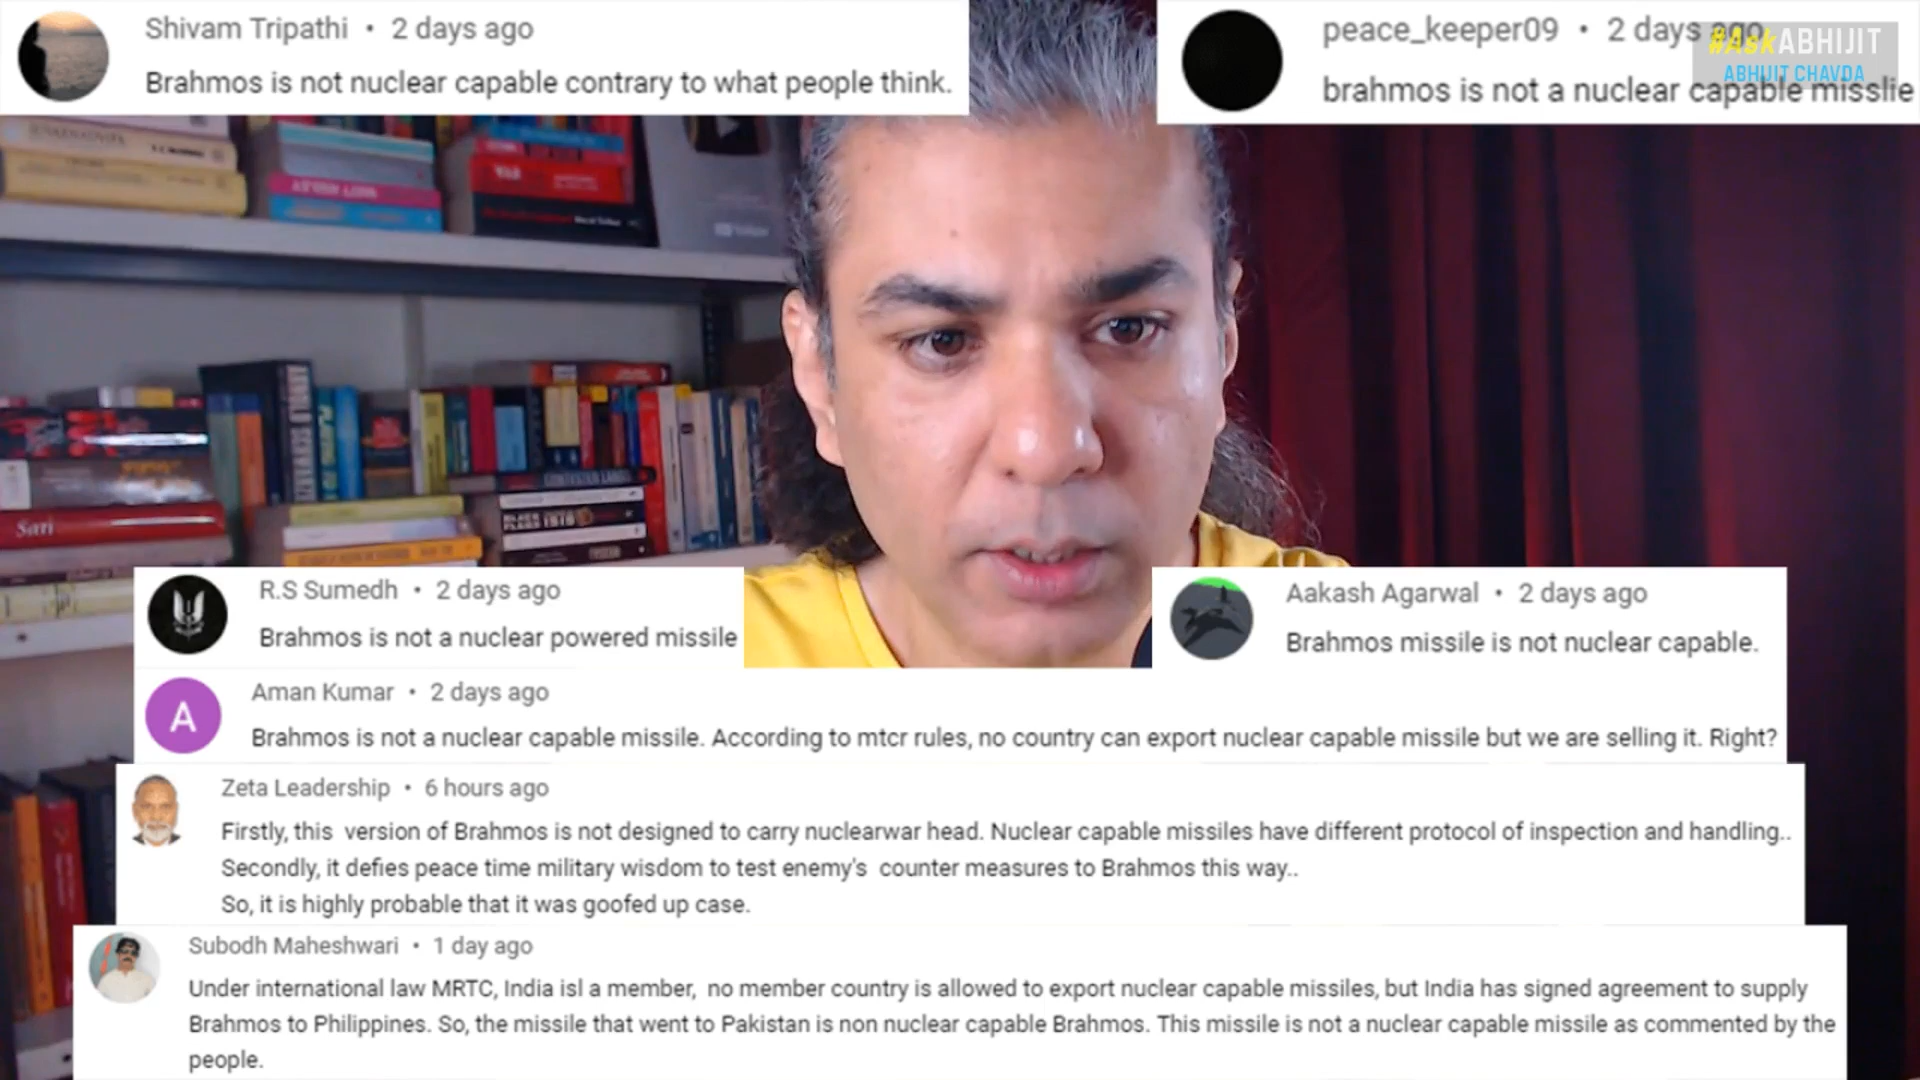 Shivam Tripathi • 2 days ago
Brahmos is not nuclear capable contrary to what people think.
peace_keeper09 • 2 days ago
brahmos is not a nuclear capable misslie
#AskABHIJIT
ABHIJIT CHAVDA
Sari
R.S Sumedh • 2 days ago
Brahmos is not a nuclear powered missile
Aakash Agarwal • 2 days ago
Brahmos missile is not nuclear capable.
A
Aman Kumar • 2 days ago
Brahmos is not a nuclear capable missile. According to mtcr rules, no country can export nuclear capable missile but we are selling it. Right?
Zeta Leadership • 6 hours ago
Firstly, this version of Brahmos is not designed to carry nuclearwar head. Nuclear capable missiles have different protocol of inspection and handling..
Secondly, it defies peace time military wisdom to test enemy's counter measures to Brahmos this way..
So, it is highly probable that it was goofed up case.
Subodh Maheshwari • 1 day ago
Under international law MRTC, India isl a member, no member country is allowed to export nuclear capable missiles, but India has signed agreement to supply
Brahmos to Philippines. So, the missile that went to Pakistan is non nuclear capable Brahmos. This missile is not a nuclear capable missile as commented by the
people.